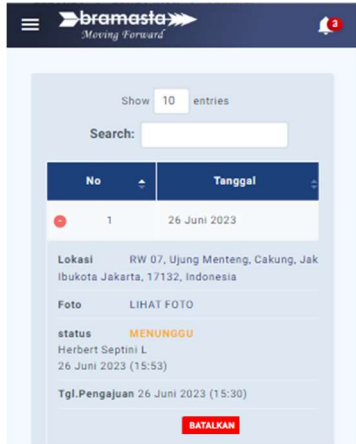 bramasta
Moving Forward
3
Show 10 entries
Search:
No Tanggal
1 26 Juni 2023
Lokasi RW 07, Ujung Menteng, Cakung, Jak
Ibukota Jakarta, 17132, Indonesia
Foto LIHAT FOTO
status MENUNGGU
Herbert Septini L
26 Juni 2023 (15:53)
Tgl.Pengajuan 26 Juni 2023 (15:30)
BATALKAN